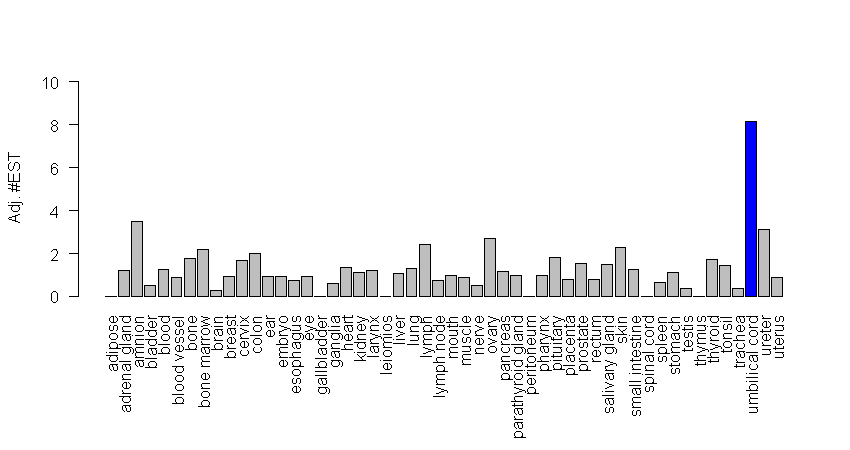 Adj. #EST
10
8
6
4
2
0
adipose
adrenal gland
amnion
bladder
blood
blood vessel
bone
bone marrow
brain
breast
cervix
colon
ear
embryo
esophagus
eye
gallbladder
ganglia
heart
kidney
larynx
leiomios
liver
lung
lymph
lymph node
mouth
muscle
nerve
ovary
pancreas
parathyroid gland
peritoneum
pharynx
pituitary
placenta
prostate
rectum
salivary gland
skin
small intestine
spinal cord
spleen
stomach
testis
thymus
thyroid
tonsil
trachea
umbilical cord
ureter
uterus